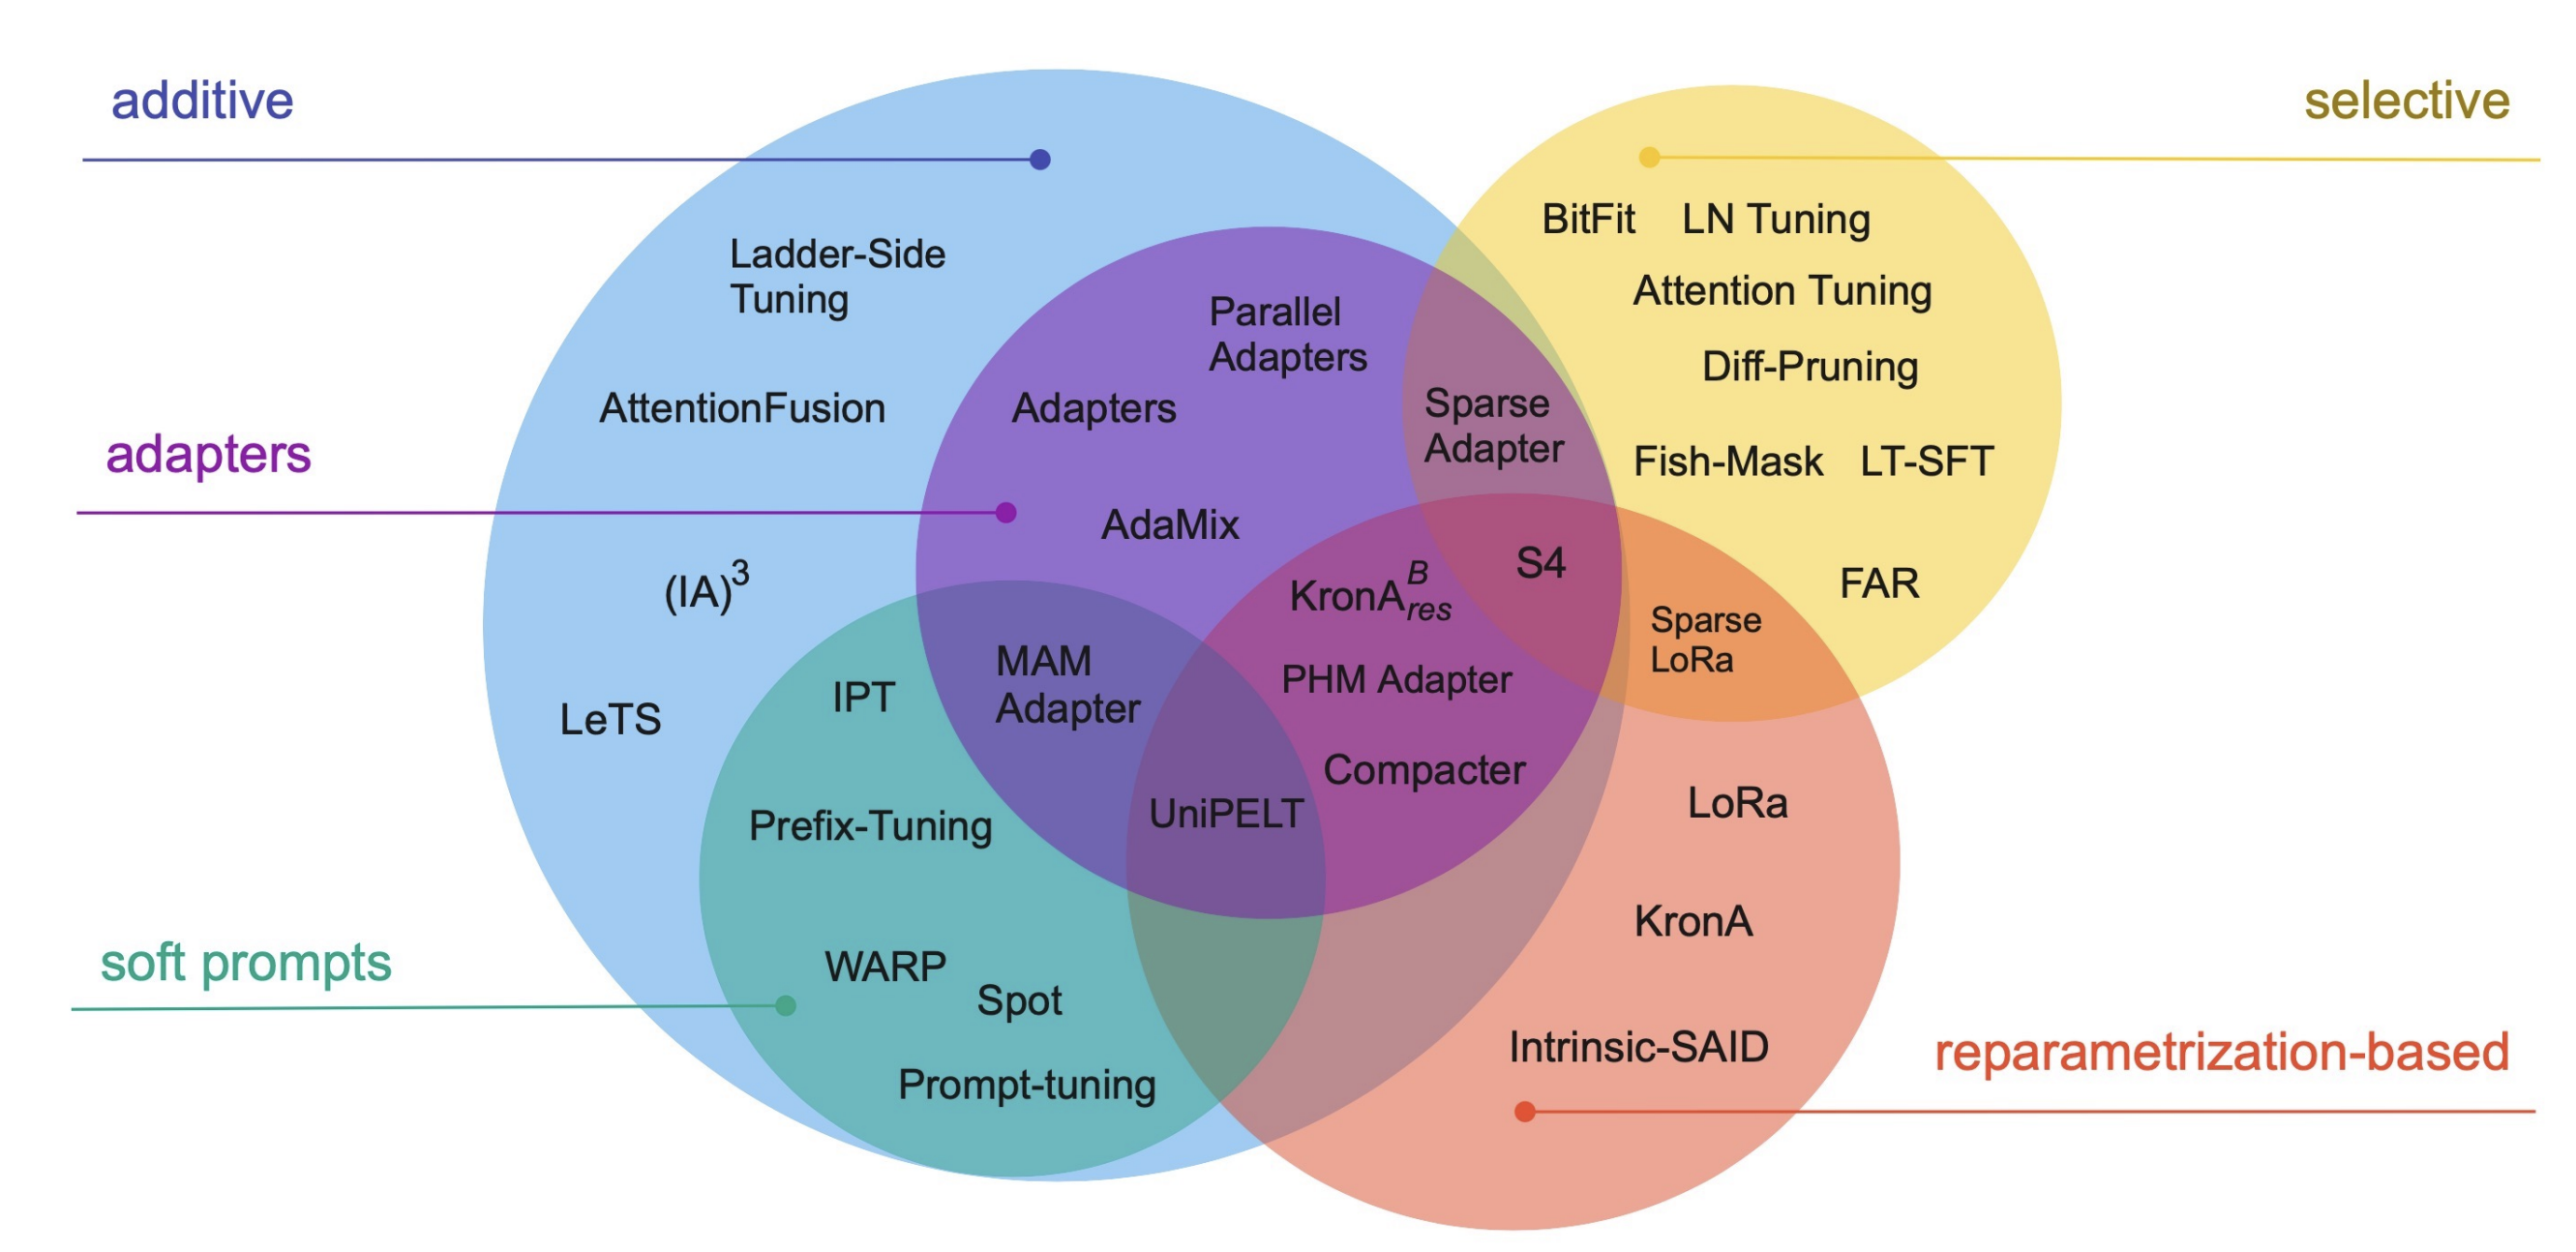 additive
selective
BitFit LN Tuning
Ladder-Side
Tuning
Attention Tuning
Parallel
Adapters
Diff-Pruning
AttentionFusion
Adapters
Sparse
Adapter
adapters
Fish-Mask LT-SFT
AdaMix
(IA)³
KronA^B_res
S4
FAR
Sparse
LoRa
MAM
Adapter
IPT
PHM Adapter
LeTS
Compacter
UniPELT
LoRa
Prefix-Tuning
KronA
soft prompts
WARP
Spot
Intrinsic-SAID
reparametrization-based
Prompt-tuning